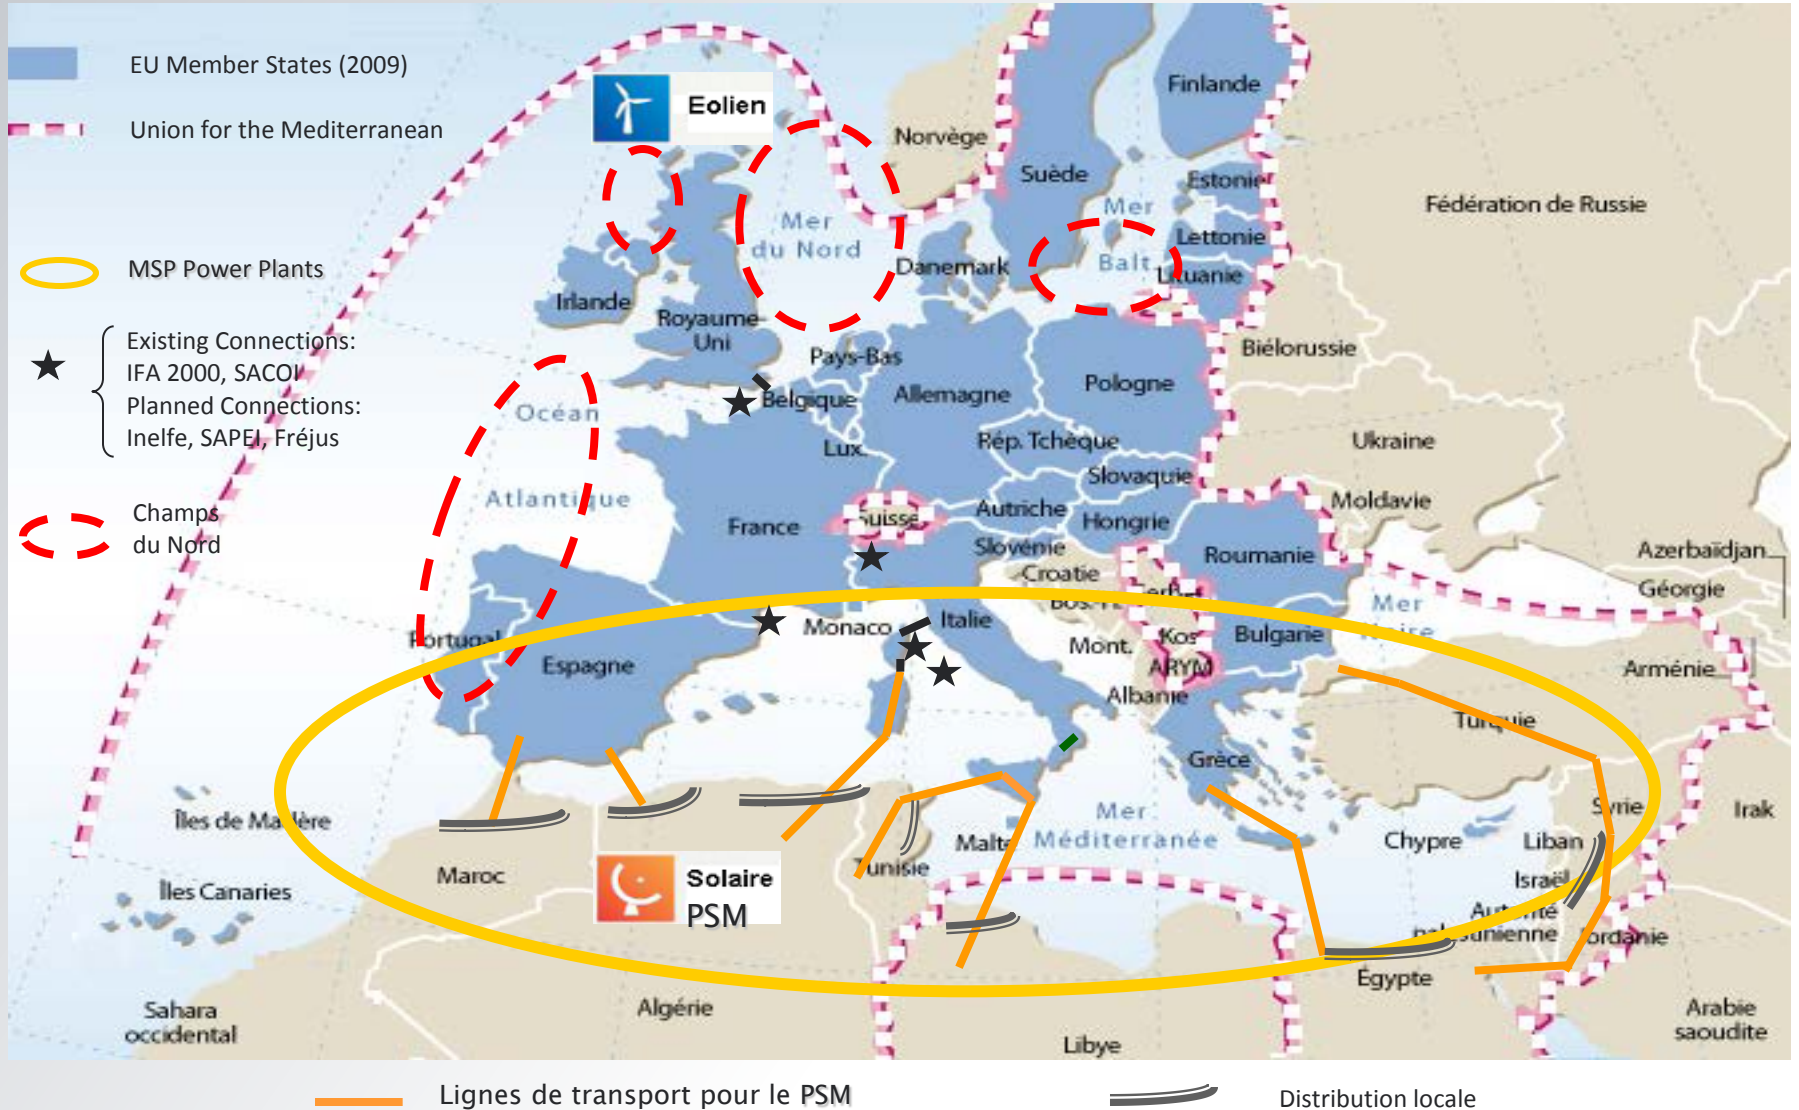 EU Member States (2009)
Union for the Mediterranean
MSP Power Plants
Existing Connections:
IFA 2000, SACOI
Planned Connections:
Inelfe, SAPEI, Fréjus
Champs
du Nord
Eolien
Finlande
Norvège
Suède
Estonie
Fédération de Russie
Mer
du Nord
Mer
Balt
Lettonie
Lituanie
Danemark
Irlande
Royaume-
Uni
Pays-Bas
Biélorussie
Belgique
Allemagne
Pologne
Océan
Atlantique
Lux.
Rép. Tchèque
Ukraine
Slovaquie
Moldavie
France
Suisse
Autriche
Hongrie
Slovénie
Roumanie
Azerbaïdjan
Géorgie
Croatie
Mer
Noire
Portugal
Espagne
Monaco
Italie
Mont.
Kos
Bulgarie
ARYM
Albanie
Arménie
Turquie
Grèce
Îles de Madère
Mer
Méditerranée
Malte
Chypre
Syrie
Liban
Irak
Maroc
Tunisie
Solaire
PSM
Israël
Îles Canaries
Autorité
palestinienne
Jordanie
Égypte
Sahara
occidental
Algérie
Libye
Arabie
saoudite
Lignes de transport pour le PSM
Distribution locale